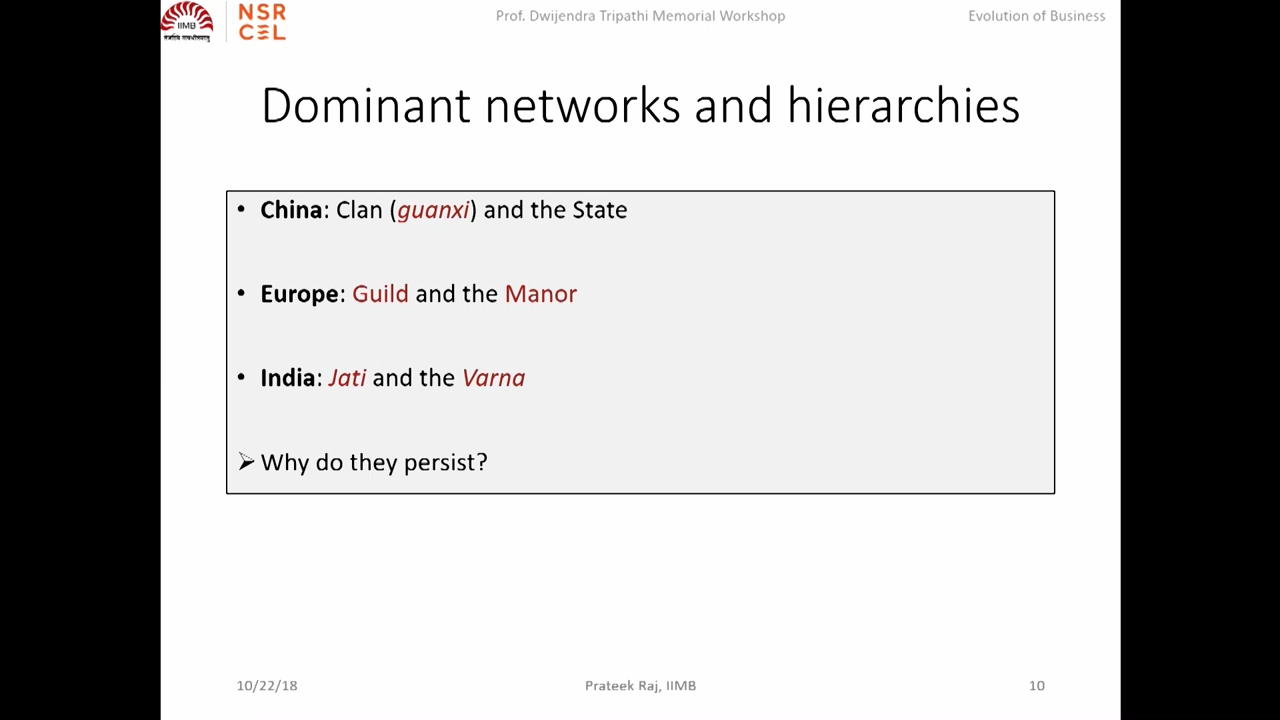 IIMB
NSR
CEL
Prof. Dwijendra Tripathi Memorial Workshop
Evolution of Business
Dominant networks and hierarchies
• China: Clan (guanxi) and the State
• Europe: Guild and the Manor
• India: Jati and the Varna
➢ Why do they persist?
10/22/18
Prateek Raj, IIMB
10